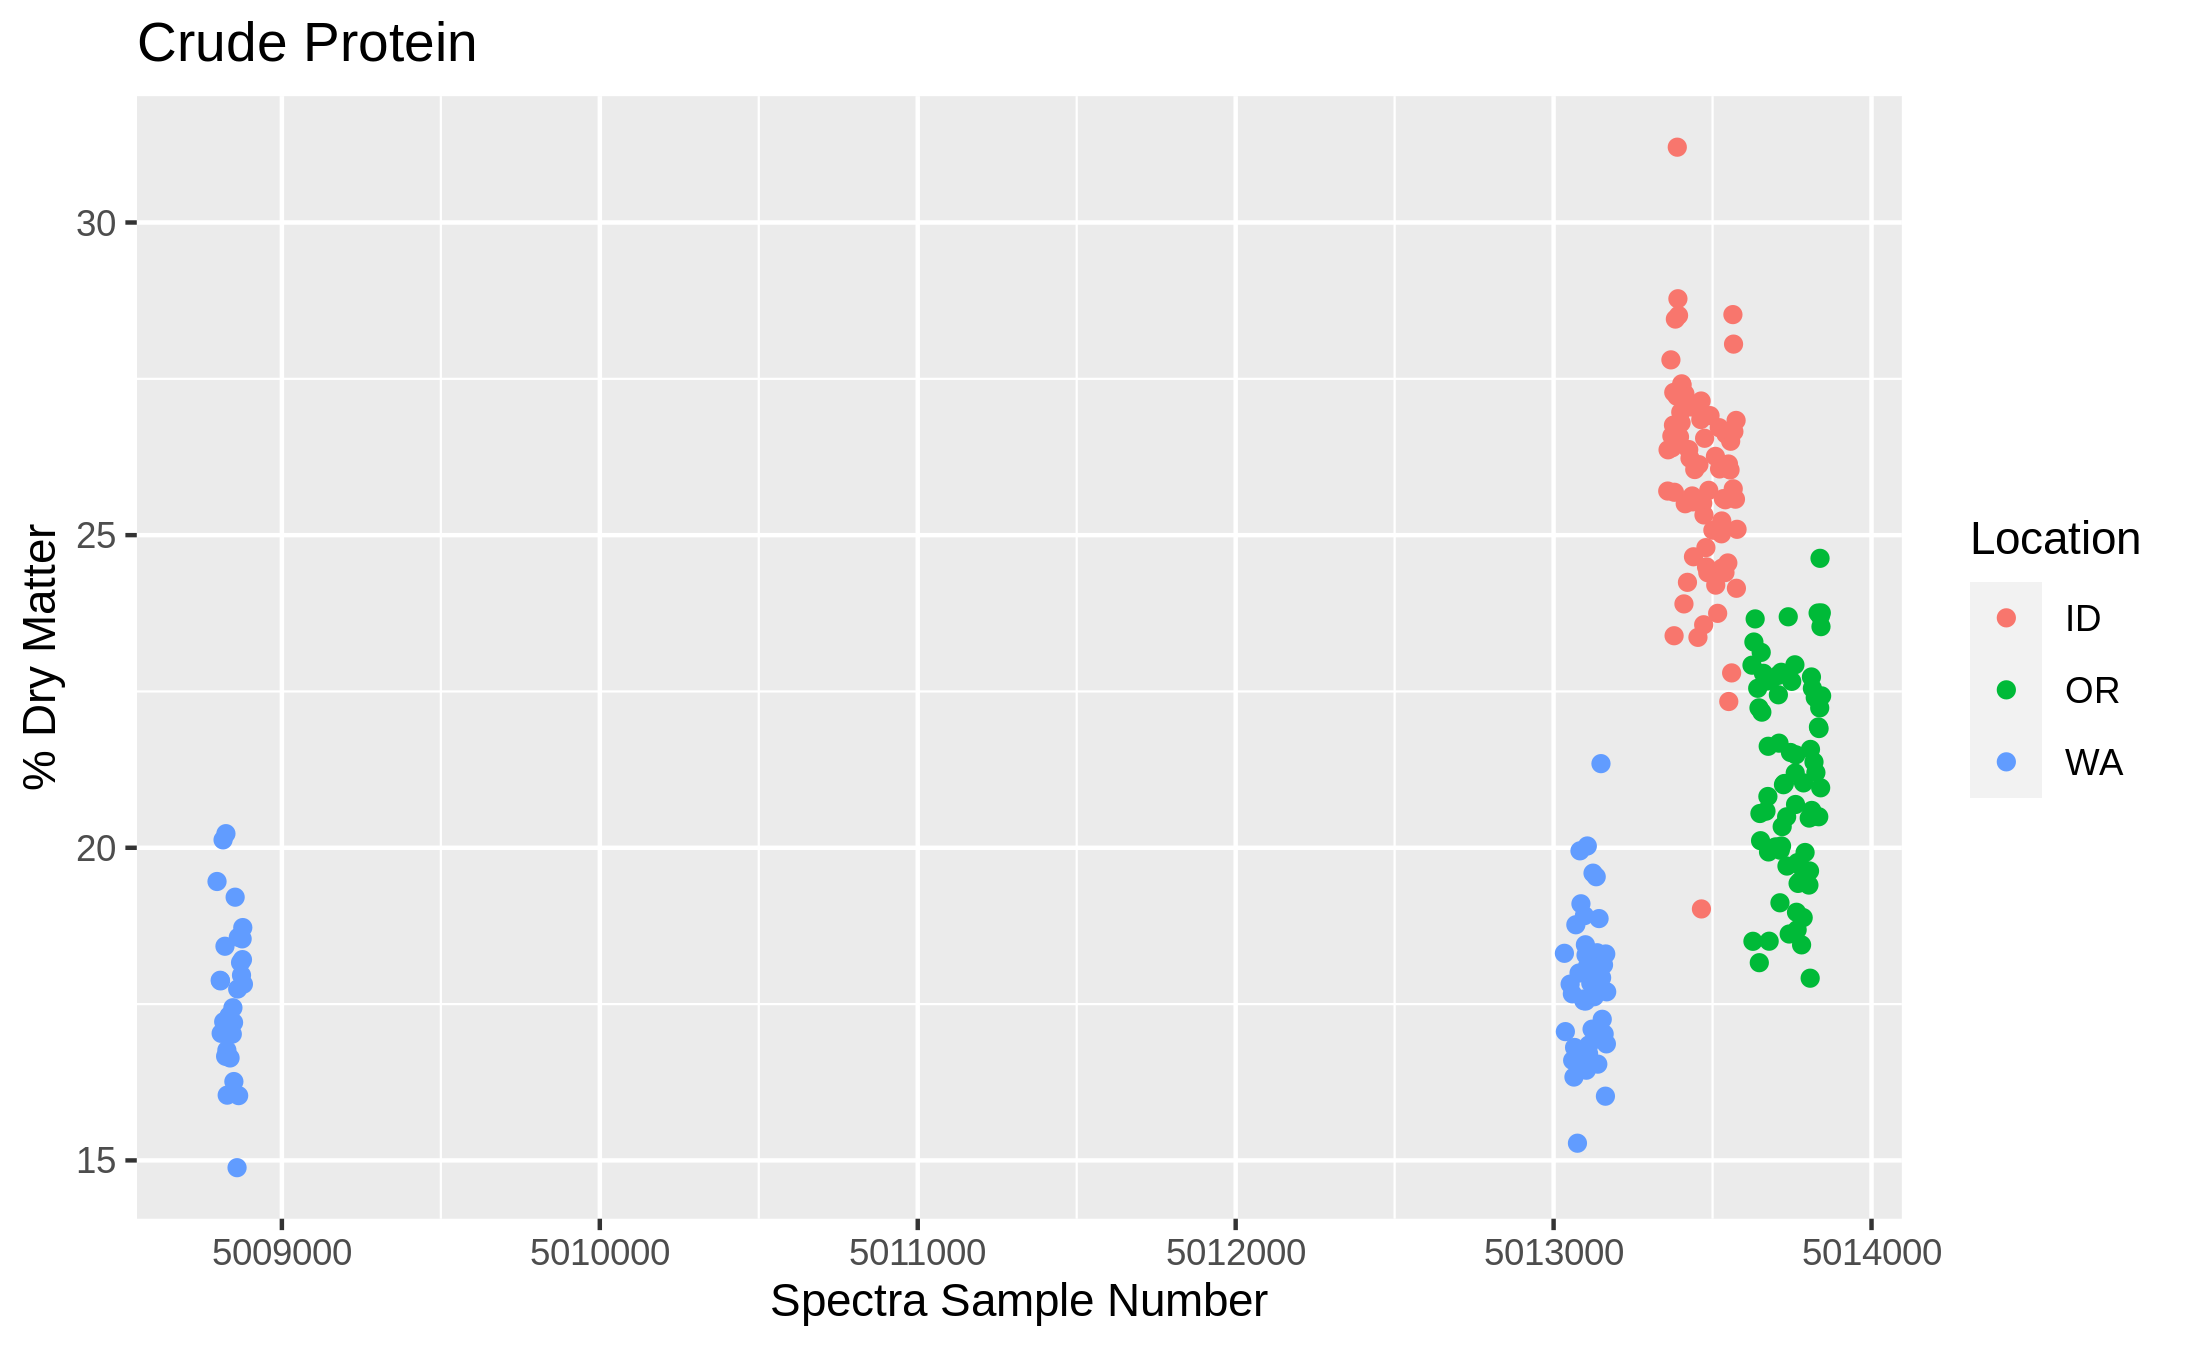 Crude Protein
% Dry Matter
30
25
20
15
5009000
5010000
5011000
5012000
5013000
5014000
Spectra Sample Number
Location
ID
OR
WA